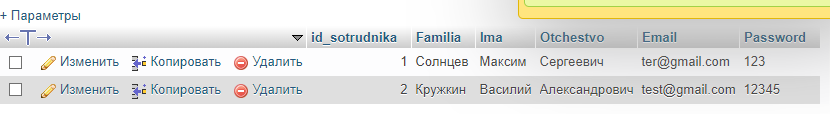 + Параметры
←T→ id_sotrudnika Familia Ima Otchestvo Email Password
Изменить Копировать Удалить 1 Солнцев Максим Сергеевич ter@gmail.com 123
Изменить Копировать Удалить 2 Кружкин Василий Александрович test@gmail.com 12345